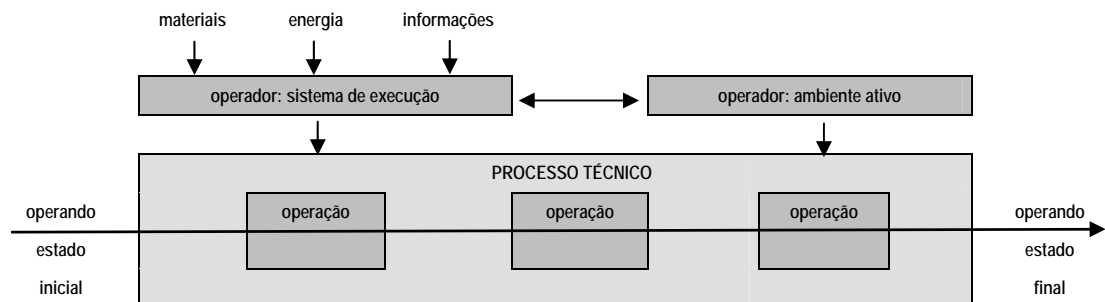 materiais energia informações
operador: sistema de execução operador: ambiente ativo
PROCESSO TÉCNICO
operação operação operação
operando operando
estado estado
inicial final